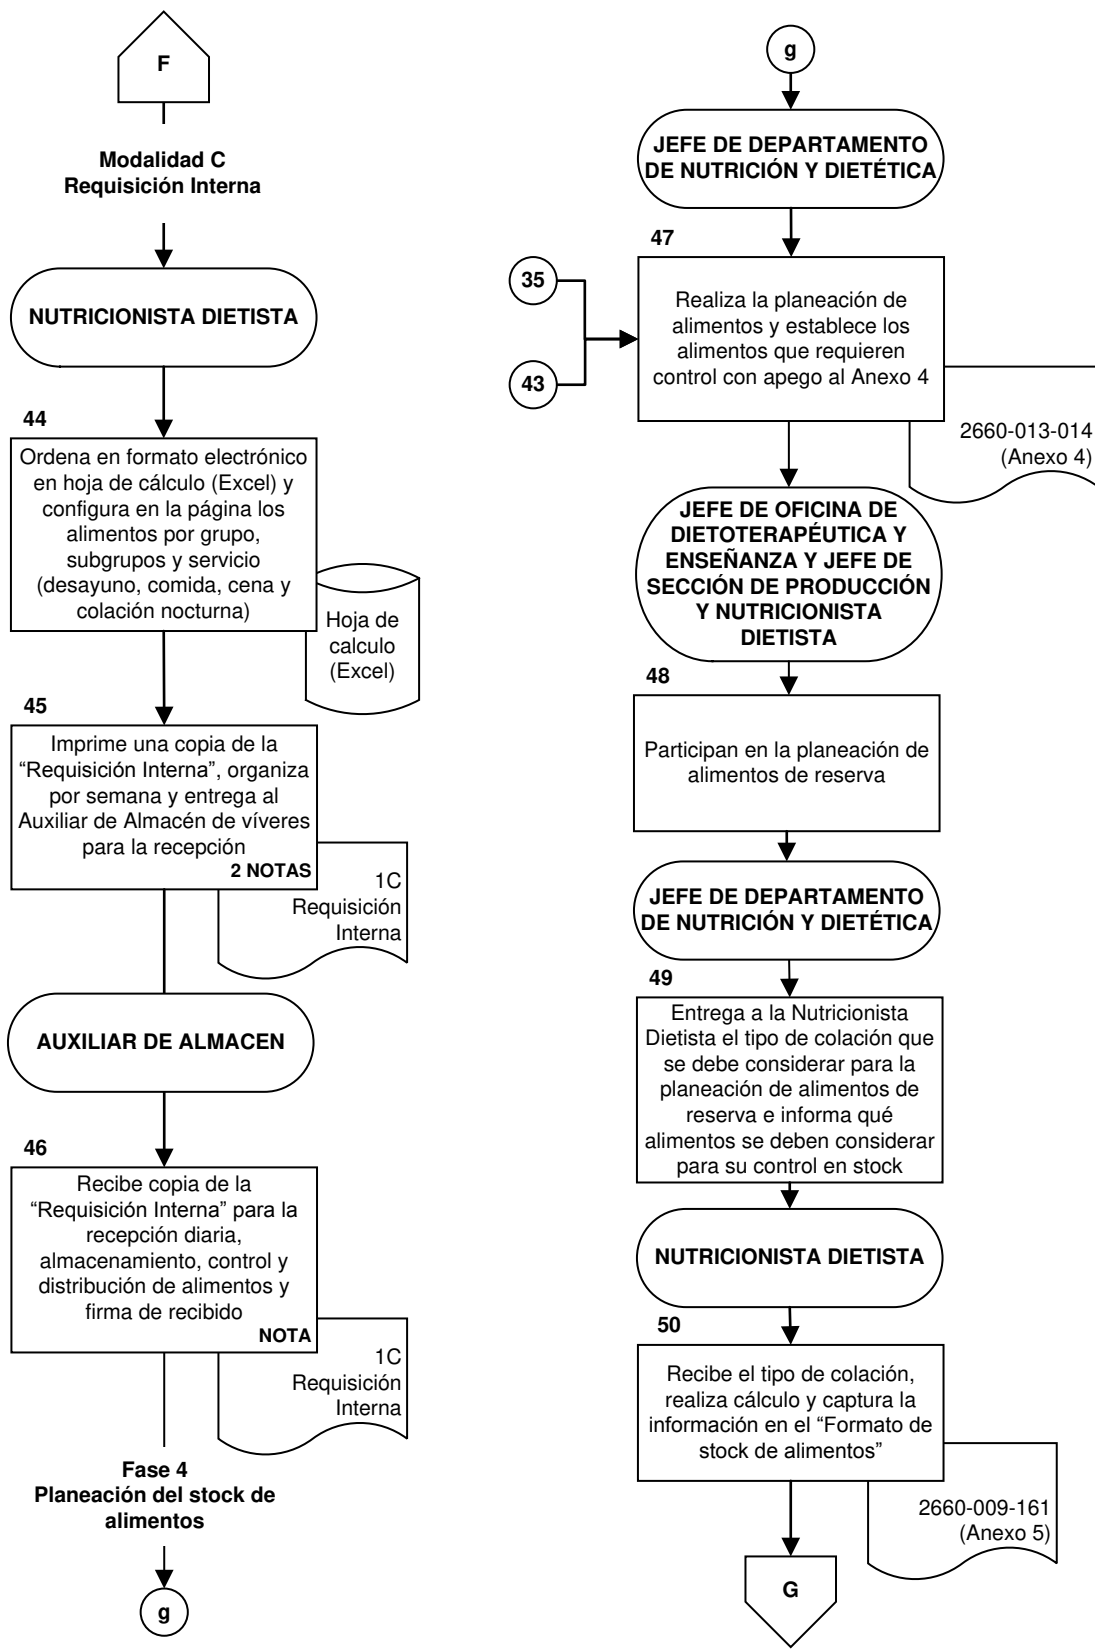 F
Modalidad C
Requisición Interna
NUTRICIONISTA DIETISTA
44
Ordena en formato electrónico
en hoja de cálculo (Excel) y
configura en la página los
alimentos por grupo,
subgrupos y servicio
(desayuno, comida, cena y
colación nocturna)
Hoja de
calculo
(Excel)
45
Imprime una copia de la
“Requisición Interna”, organiza
por semana y entrega al
Auxiliar de Almacén de víveres
para la recepción
2 NOTAS
1C
Requisición
Interna
AUXILIAR DE ALMACEN
46
Recibe copia de la
“Requisición Interna” para la
recepción diaria,
almacenamiento, control y
distribución de alimentos y
firma de recibido
NOTA
1C
Requisición
Interna
Fase 4
Planeación del stock de
alimentos
g
g
JEFE DE DEPARTAMENTO
DE NUTRICIÓN Y DIETÉTICA
47
35
43
Realiza la planeación de
alimentos y establece los
alimentos que requieren
control con apego al Anexo 4
2660-013-014
(Anexo 4)
JEFE DE OFICINA DE
DIETOTERAPÉUTICA Y
ENSEÑANZA Y JEFE DE
SECCIÓN DE PRODUCCIÓN
Y NUTRICIONISTA
DIETISTA
48
Participan en la planeación de
alimentos de reserva
JEFE DE DEPARTAMENTO
DE NUTRICIÓN Y DIETÉTICA
49
Entrega a la Nutricionista
Dietista el tipo de colación que
se debe considerar para la
planeación de alimentos de
reserva e informa qué
alimentos se deben considerar
para su control en stock
NUTRICIONISTA DIETISTA
50
Recibe el tipo de colación,
realiza cálculo y captura la
información en el “Formato de
stock de alimentos”
2660-009-161
(Anexo 5)
G